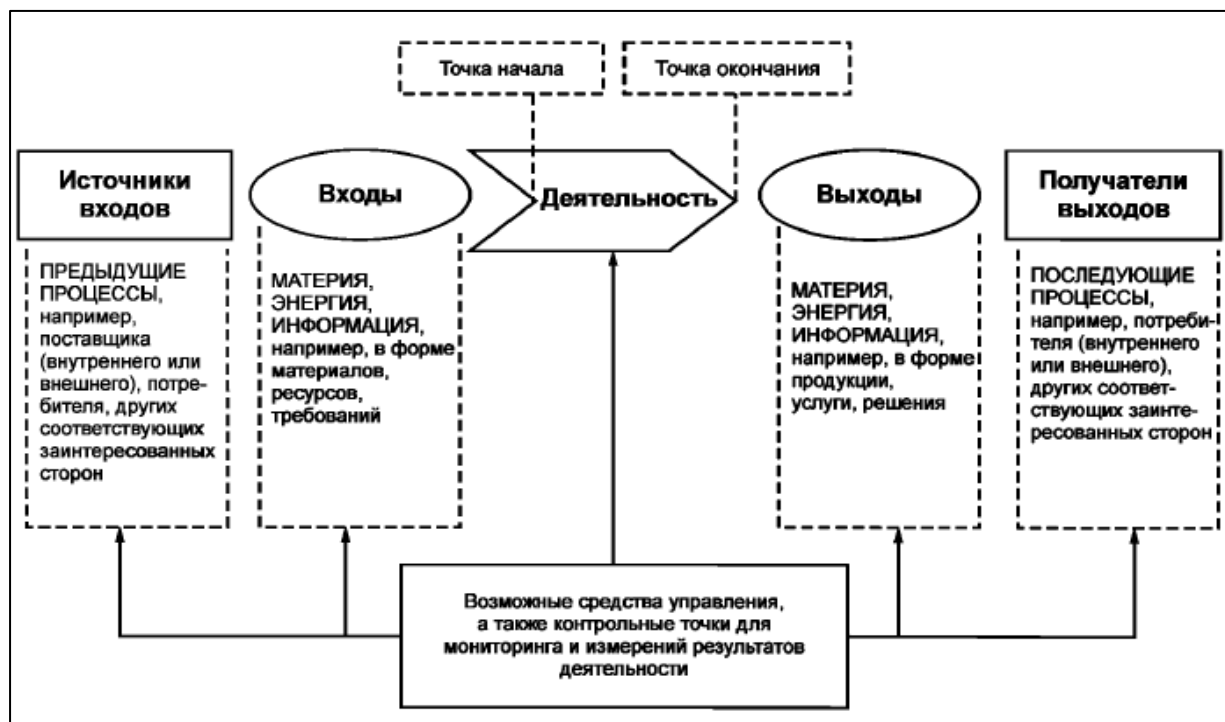 Точка начала
Точка окончания
Источники
входов
Входы
Деятельность
Выходы
Получатели
выходов
ПРЕДЫДУЩИЕ
ПРОЦЕССЫ,
например,
поставщика
(внутреннего или
внешнего), потре-
бителя, других
соответствующих
заинтересованных
сторон
МАТЕРИЯ,
ЭНЕРГИЯ,
ИНФОРМАЦИЯ,
например, в форме
материалов,
ресурсов,
требований
МАТЕРИЯ,
ЭНЕРГИЯ,
ИНФОРМАЦИЯ,
например, в форме
продукции,
услуги, решения
ПОСЛЕДУЮЩИЕ
ПРОЦЕССЫ,
например, потреби-
теля (внутреннего
или внешнего),
других соответ-
ствующих заинте-
ресованных сторон
Возможные средства управления,
а также контрольные точки для
мониторинга и измерений результатов
деятельности